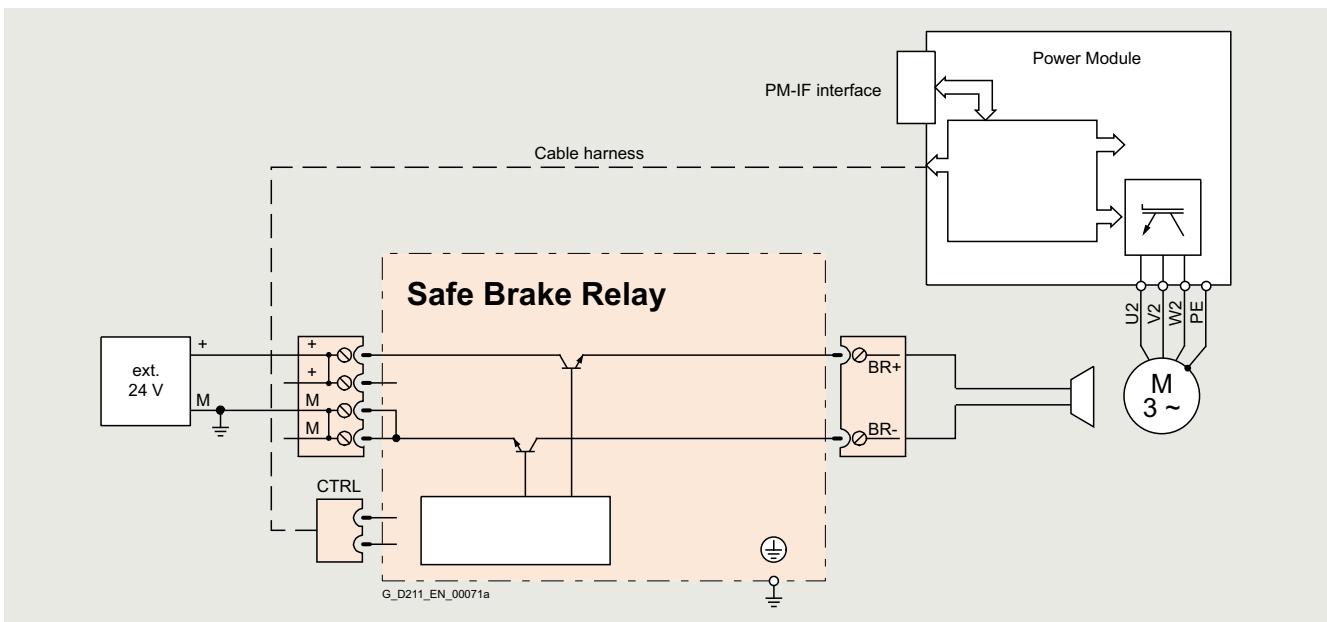 Power Module
PM-IF interface
Cable harness
Safe Brake Relay
U2
V2
W2
PE
ext.
24 V
+
M
+
+
M
M
BR+
BR-
M
3 ~
CTRL
G_D211_EN_00071a